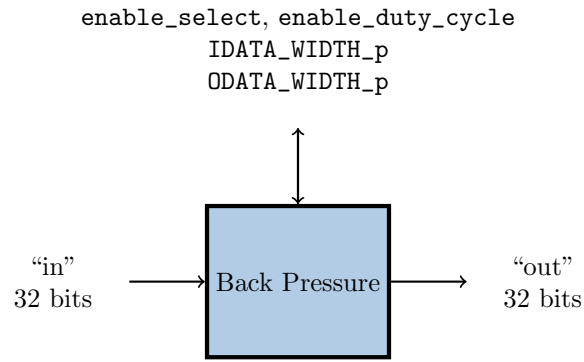 enable_select, enable_duty_cycle
IDATA_WIDTH_p
ODATA_WIDTH_p
“in”
32 bits
Back Pressure
“out”
32 bits